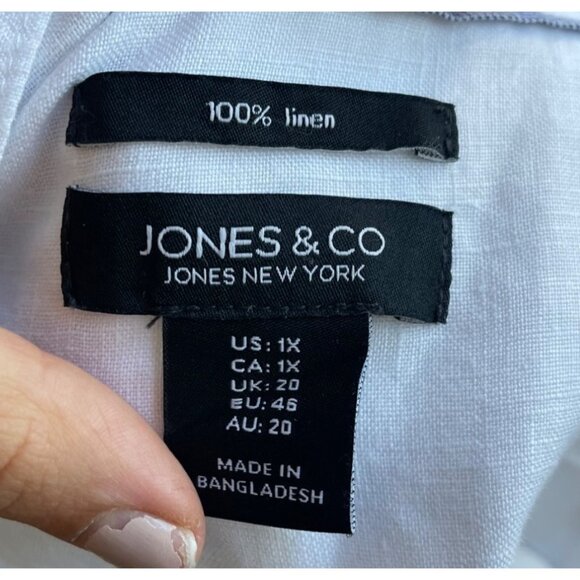 100% linen
JONES & CO
JONES NEW YORK
US: 1X
CA: 1X
UK: 20
EU: 46
AU: 20
MADE IN
BANGLADESH